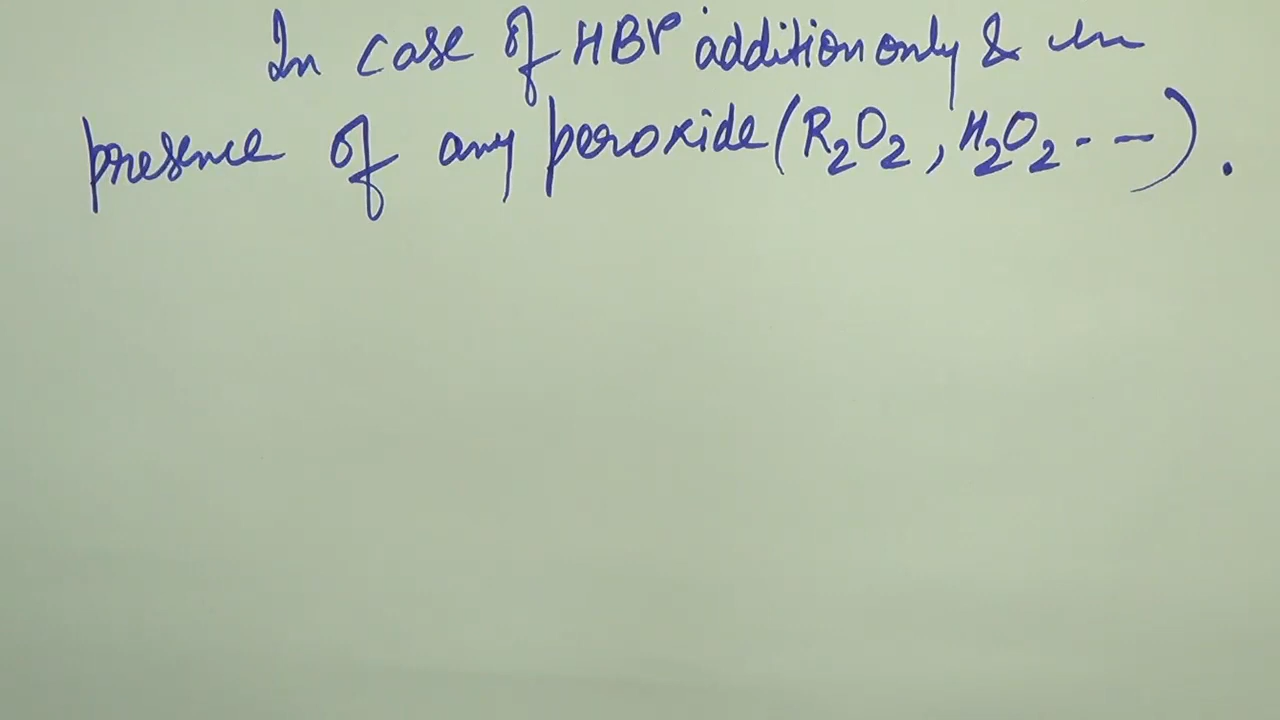 In case of HBr addition only & in
presence of any peroxide (R₂O₂, H₂O₂ - -).